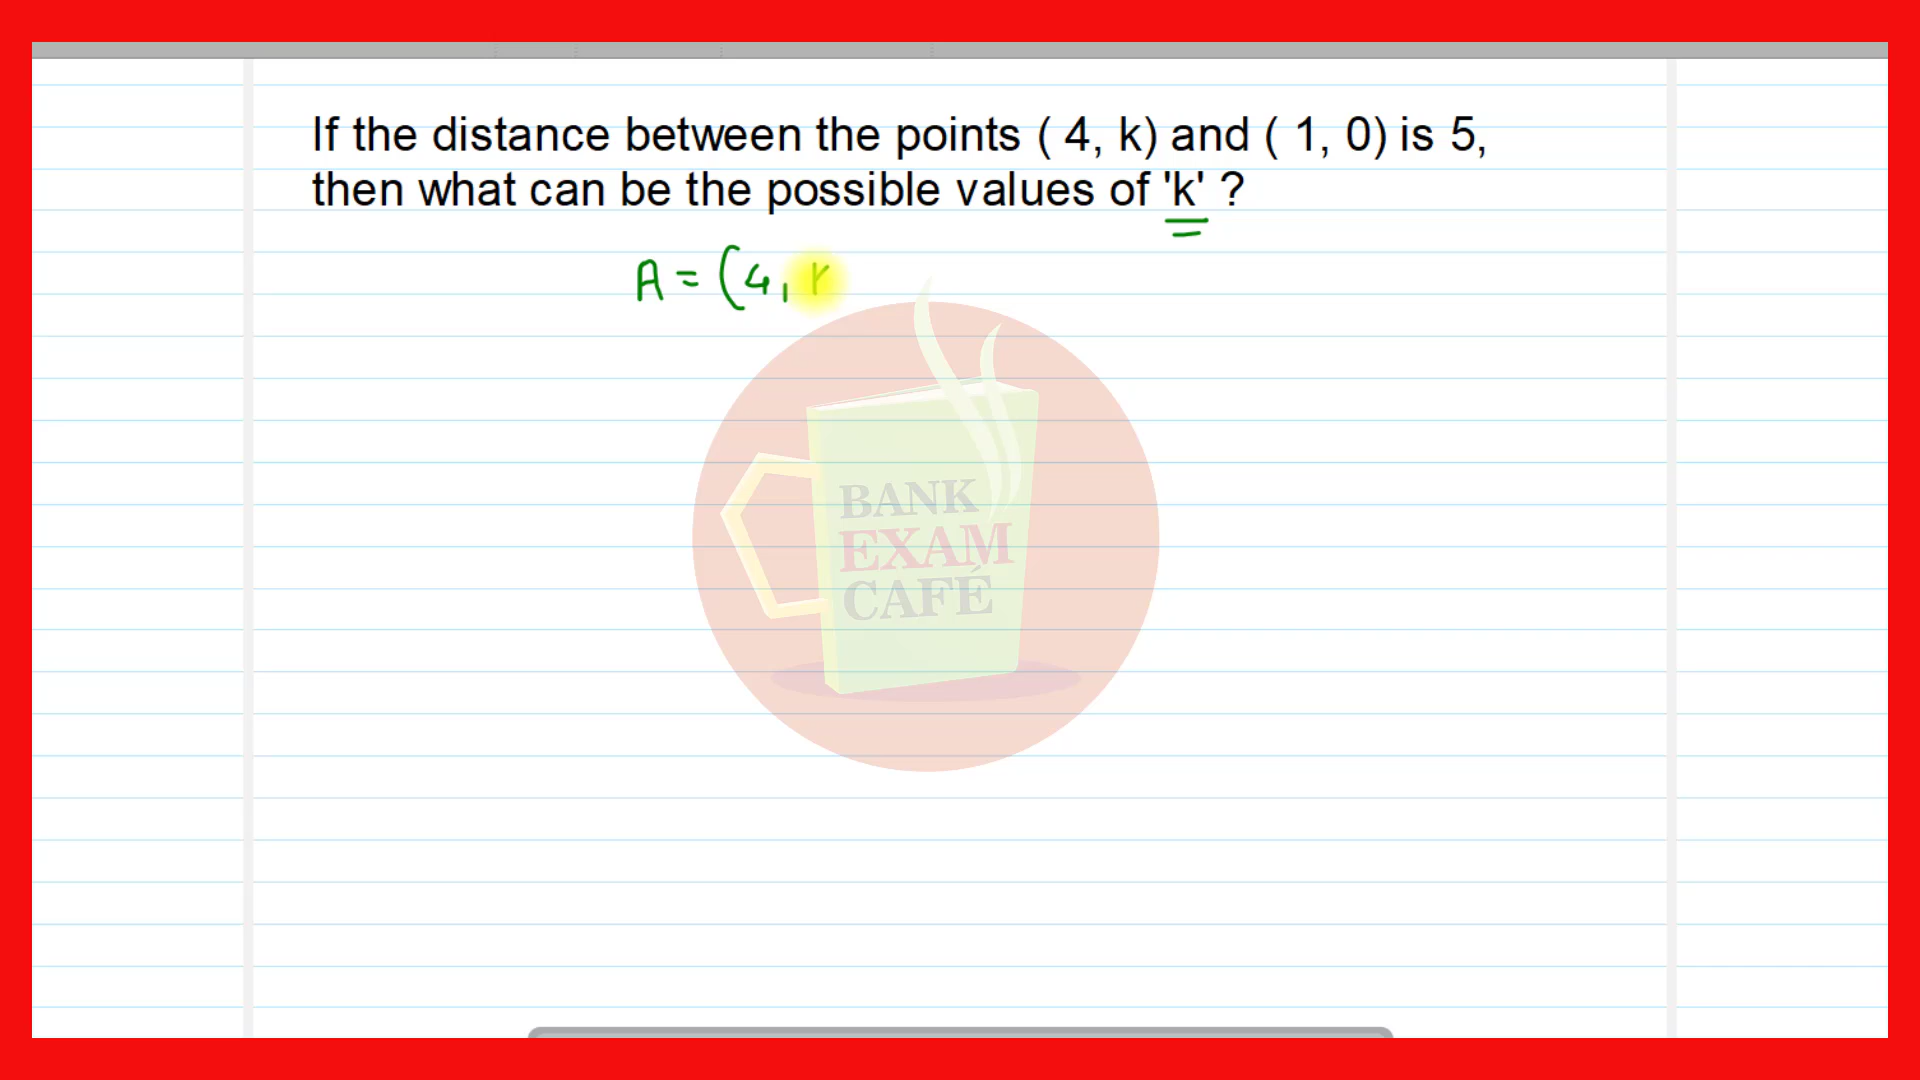 If the distance between the points ( 4, k) and ( 1, 0) is 5,
then what can be the possible values of 'k' ?
A = (4,
BANK
EXAM
CAFÉ